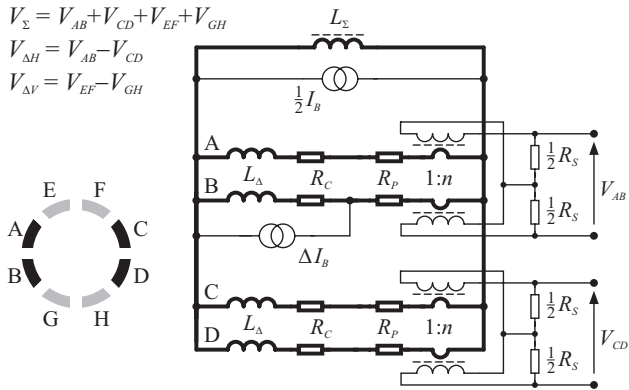 V_Σ = V_AB+V_CD+V_EF+V_GH
V_ΔH = V_AB−V_CD
V_ΔV = V_EF−V_GH
L_Σ
½I_B
A
L_Δ
R_C
R_P
1:n
½R_S
B
½R_S
V_AB
ΔI_B
E
F
A
C
B
D
G
H
C
L_Δ
R_C
R_P
1:n
½R_S
D
½R_S
V_CD